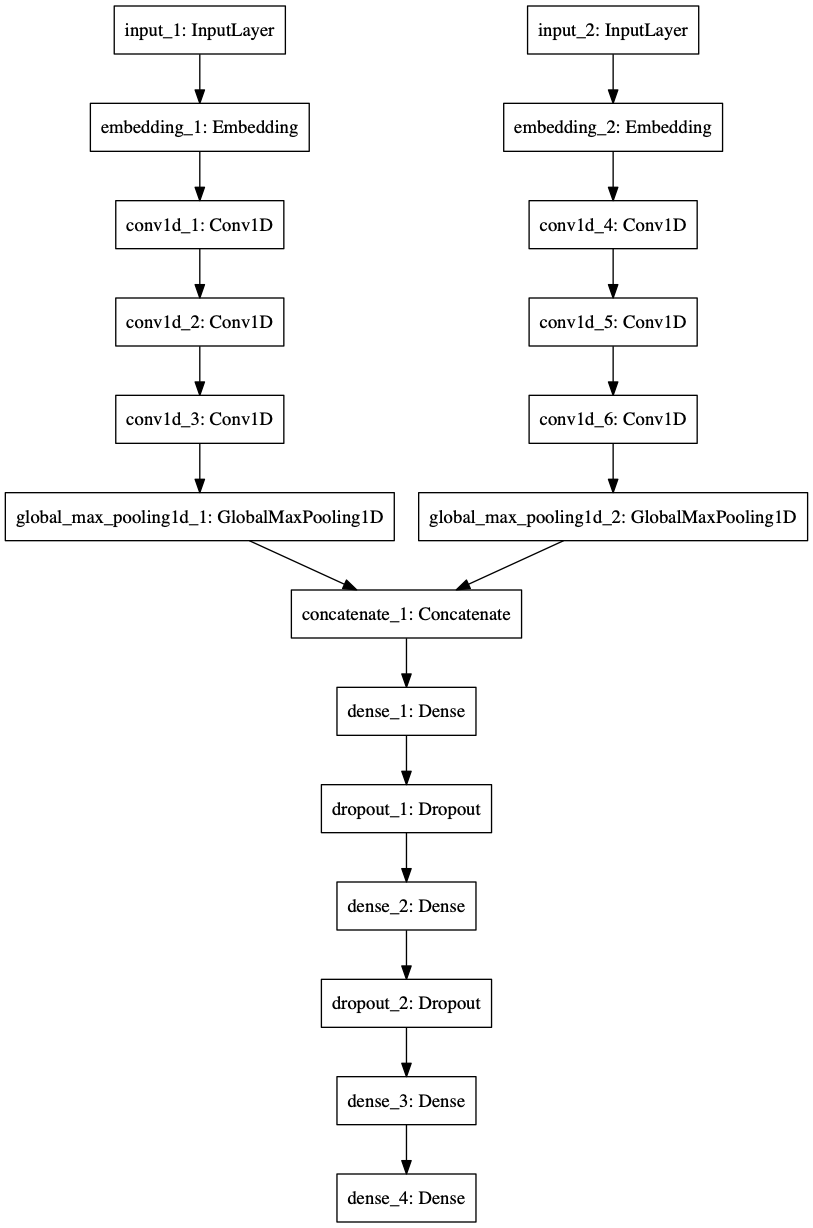 input_1: InputLayer
input_2: InputLayer
embedding_1: Embedding
embedding_2: Embedding
conv1d_1: Conv1D
conv1d_4: Conv1D
conv1d_2: Conv1D
conv1d_5: Conv1D
conv1d_3: Conv1D
conv1d_6: Conv1D
global_max_pooling1d_1: GlobalMaxPooling1D
global_max_pooling1d_2: GlobalMaxPooling1D
concatenate_1: Concatenate
dense_1: Dense
dropout_1: Dropout
dense_2: Dense
dropout_2: Dropout
dense_3: Dense
dense_4: Dense